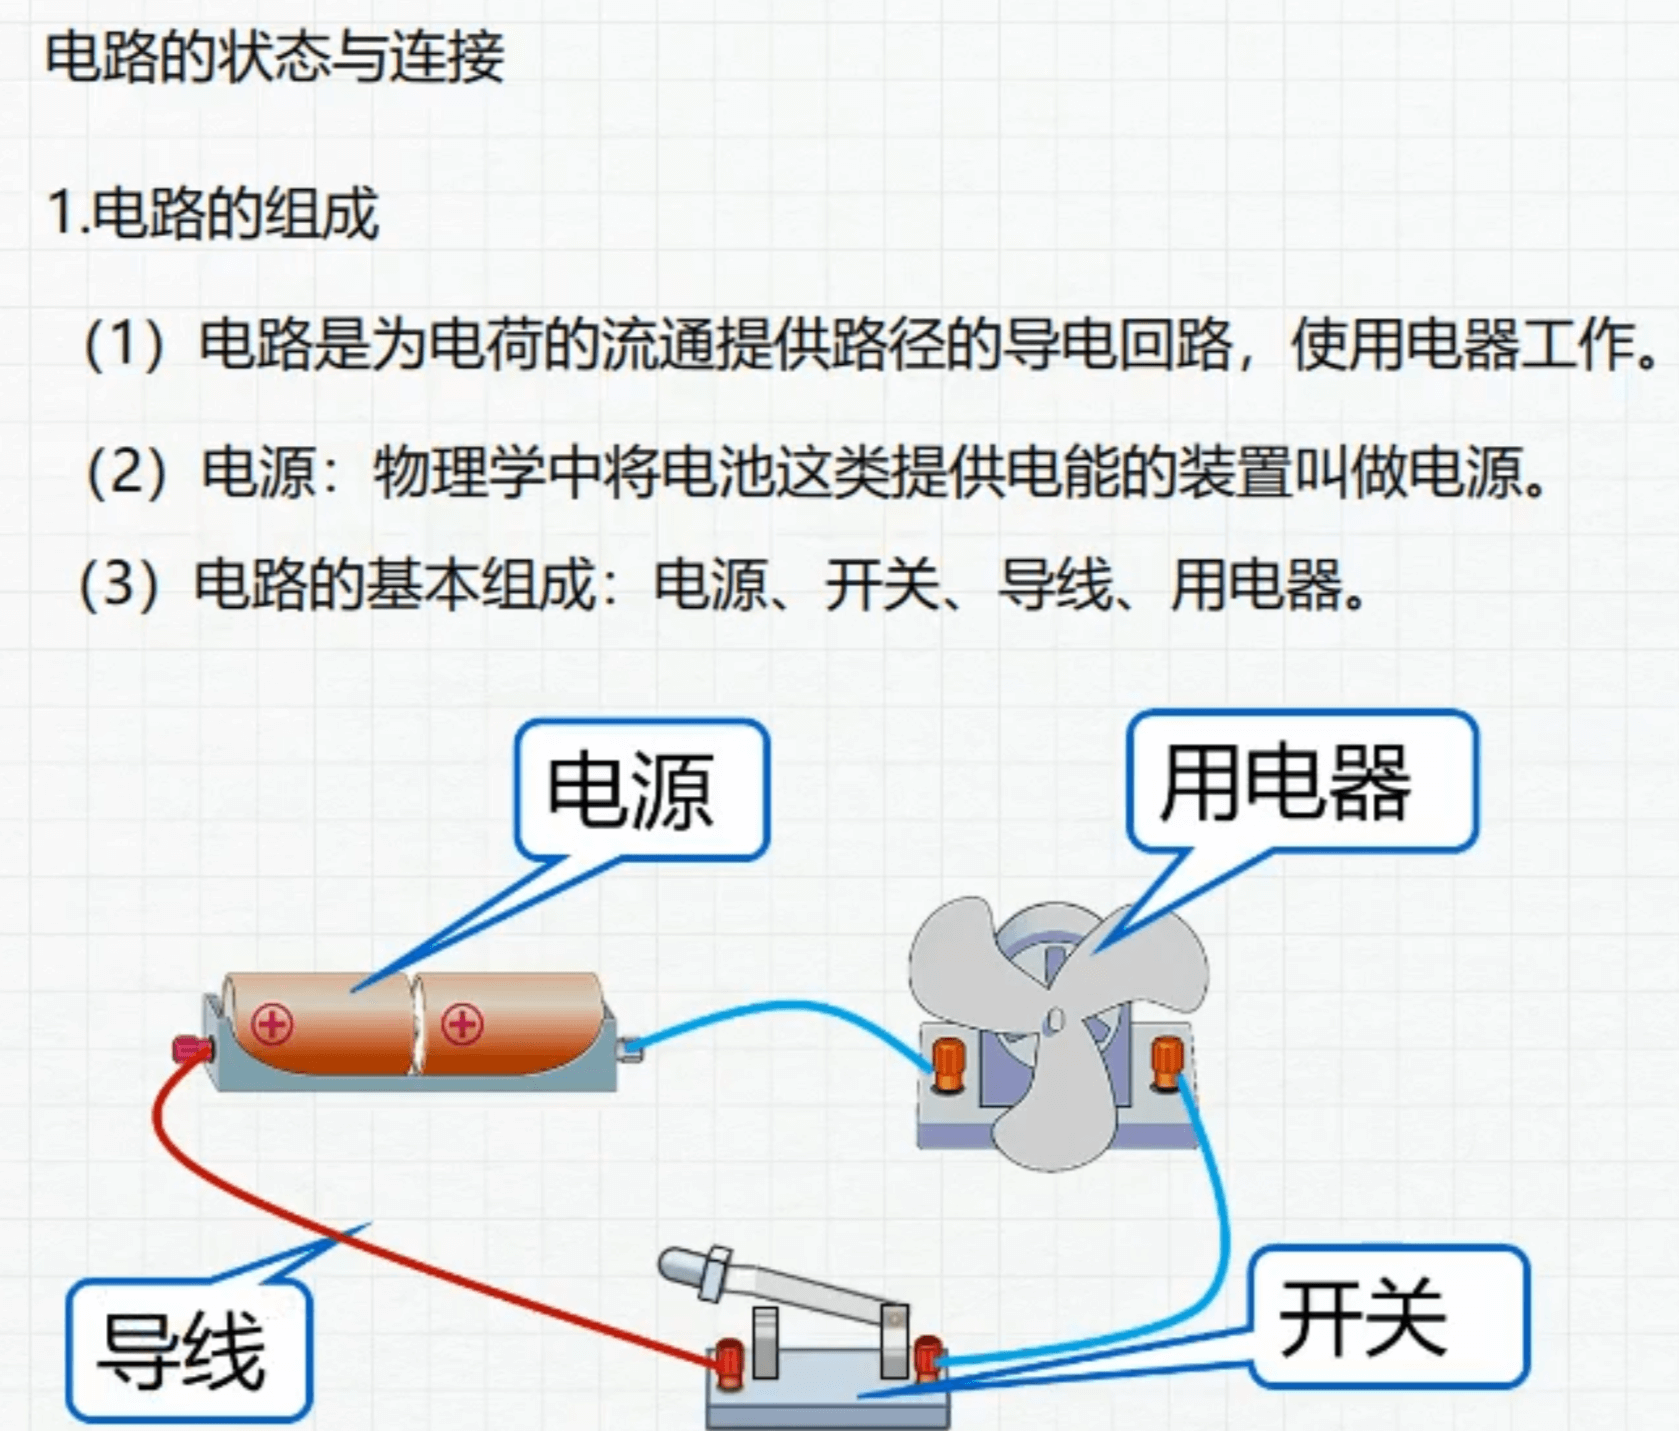 电路的状态与连接
1.电路的组成
（1）电路是为电荷的流通提供路径的导电回路，使用电器工作。
（2）电源：物理学中将电池这类提供电能的装置叫做电源。
（3）电路的基本组成：电源、开关、导线、用电器。
电源
用电器
导线
开关